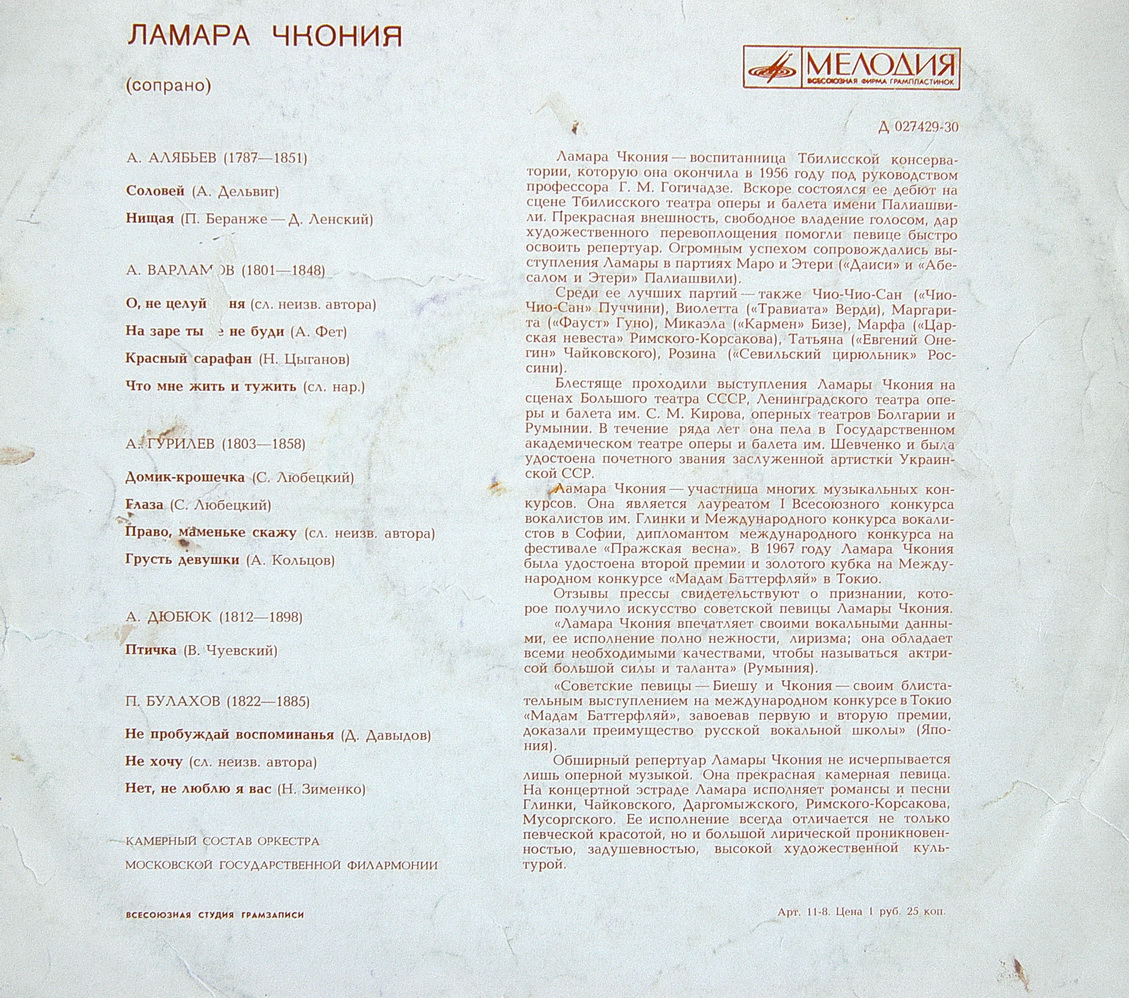 ЛАМАРА ЧКОНИЯ
(сопрано)
МЕЛОДИЯ
ВСЕСОЮЗНАЯ ФИРМА ГРАМПЛАСТИНОК
Д 027429-30
А. АЛЯБЬЕВ (1787—1851)
Соловей (А. Дельвиг)
Нищая (П. Беранже — Д. Ленский)
А. ВАРЛАМ ОВ (1801—1848)
О, не целуй ня (сл. неизв. автора)
На заре ты е не буди (А. Фет)
Красный сарафан (Н. Цыганов)
Что мне жить и тужить (сл. нар.)
А. ГУРИЛЕВ (1803—1858)
Домик-крошечка (С. Любецкий)
Глаза (С. Любецкий)
Право, маменьке скажу (сл. неизв. автора)
Грусть девушки (А. Кольцов)
А. ДЮБЮК (1812—1898)
Птичка (В. Чуевский)
П. БУЛАХОВ (1822—1885)
Не пробуждай воспоминанья (Д. Давыдов)
Не хочу (сл. неизв. автора)
Нет, не люблю я вас (Н. Зименко)
КАМЕРНЫЙ СОСТАВ ОРКЕСТРА
МОСКОВСКОЙ ГОСУДАРСТВЕННОЙ ФИЛАРМОНИИ
ВСЕСОЮЗНАЯ СТУДИЯ ГРАМЗАПИСИ
Ламара Чкония — воспитанница Тбилисской консерва-
тории, которую она окончила в 1956 году под руководством
профессора Г. М. Гогичадзе. Вскоре состоялся ее дебют на
сцене Тбилисского театра оперы и балета имени Палиашви-
ли. Прекрасная внешность, свободное владение голосом, дар
художественного перевоплощения помогли певице быстро
освоить репертуар. Огромным успехом сопровождались вы-
ступления Ламары в партиях Маро и Этери («Даиси» и «Абе-
салом и Этери» Палиашвили).
Среди ее лучших партий — также Чио-Чио-Сан («Чио-
Чио-Сан» Пуччини), Виолетта («Травиата» Верди), Маргари-
та («Фауст» Гуно), Микаэла («Кармен» Бизе), Марфа («Цар-
ская невеста» Римского-Корсакова), Татьяна («Евгений Оне-
гин» Чайковского), Розина («Севильский цирюльник» Рос-
сини).
Блестяще проходили выступления Ламары Чкония на
сценах Большого театра СССР, Ленинградского театра опе-
ры и балета им. С. М. Кирова, оперных театров Болгарии и
Румынии. В течение ряда лет она пела в Государственном
академическом театре оперы и балета им. Шевченко и была
удостоена почетного звания заслуженной артистки Украин-
ской ССР.
Ламара Чкония — участница многих музыкальных кон-
курсов. Она является лауреатом I Всесоюзного конкурса
вокалистов им. Глинки и Международного конкурса вокали-
стов в Софии, дипломантом международного конкурса на
фестивале «Пражская весна». В 1967 году Ламара Чкония
была удостоена второй премии и золотого кубка на Между-
народном конкурсе «Мадам Баттерфляй» в Токио.
Отзывы прессы свидетельствуют о признании, кото-
рое получило искусство советской певицы Ламары Чкония.
«Ламара Чкония впечатляет своими вокальными данны-
ми, ее исполнение полно нежности, лиризма; она обладает
всеми необходимыми качествами, чтобы называться актри-
сой большой силы и таланта» (Румыния).
«Советские певицы — Биешу и Чкония — своим блиста-
тельным выступлением на международном конкурсе в Токио
«Мадам Баттерфляй», завоевав первую и вторую премии,
доказали преимущество русской вокальной школы» (Япо-
ния).
Обширный репертуар Ламары Чкония не исчерпывается
лишь оперной музыкой. Она прекрасная камерная певица.
На концертной эстраде Ламара исполняет романсы и песни
Глинки, Чайковского, Даргомыжского, Римского-Корсакова,
Мусоргского. Ее исполнение всегда отличается не только
певческой красотой, но и большой лирической проникновен-
ностью, задушевностью, высокой художественной куль-
турой.
Арт. 11-8. Цена 1 руб. 25 коп.